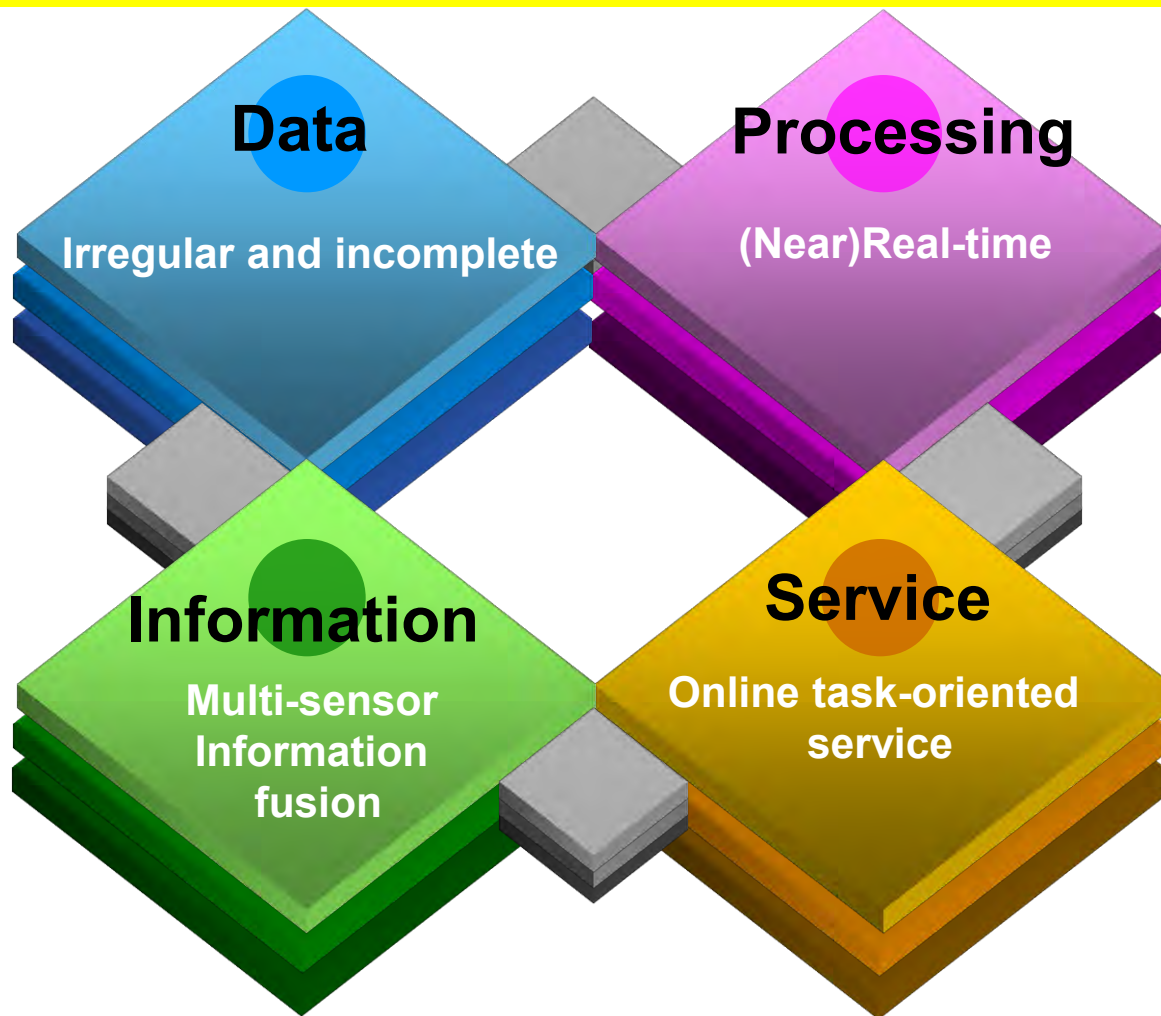 Data
Irregular and incomplete
Processing
(Near)Real-time
Information
Multi-sensor
Information
fusion
Service
Online task-oriented
service